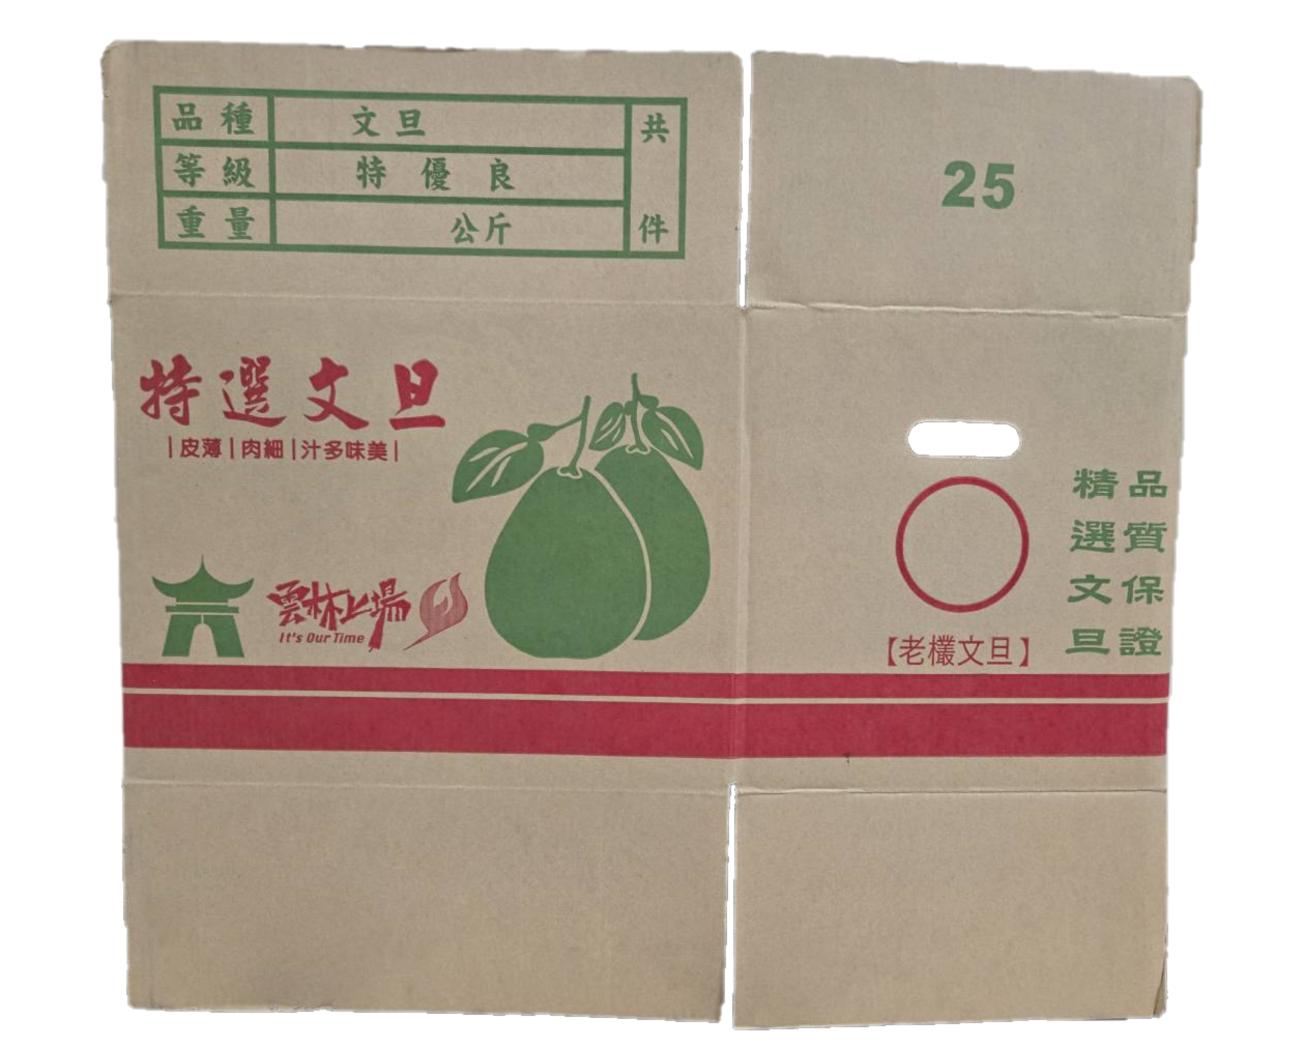 品種 文旦 共
等級 特 優 良
重量 公斤 件
25
特選文旦
|皮薄|肉細|汁多味美|
雲林上場
It's Our Time
【老欉文旦】
品質保證
精選文旦